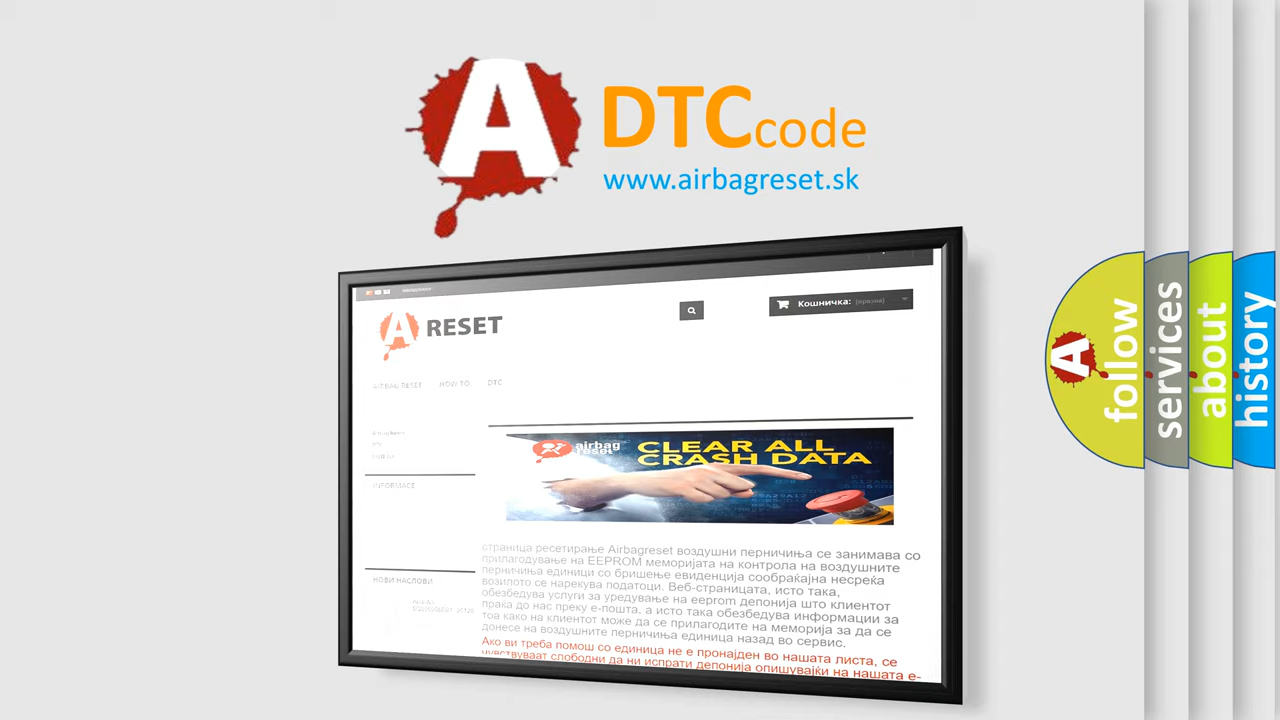 A
DTC code
www.airbagreset.sk
Кошничка: (празна)
A RESET
AIRBAG RESET HOW TO DTC
airbag reset
CLEAR ALL
CRASH DATA
INFORMACE
страница ресетирање Airbagreset воздушни перничиња се занимава со
прилагодување на EEPROM меморијата на контрола на воздушните
перничиња единици со бришење евиденција сообраќајна несреќа
возилото се нарекува податоци. Веб-страницата, исто така,
обезбедува услуги за уредување на eeprom депонија што клиентот
праќа до нас преку е-пошта, а исто така обезбедува информации за
тоа како на клиентот може да се прилагодите на меморија за да се
донесе на воздушните перничиња единица назад во сервис.
Ако ви треба помош со единица не е пронајден во нашата листа, се
чувствуваат слободни да ни испрати депонија опишувајќи на нашата е-
НОВИ НАСЛОВИ
A
follow
services
about
history